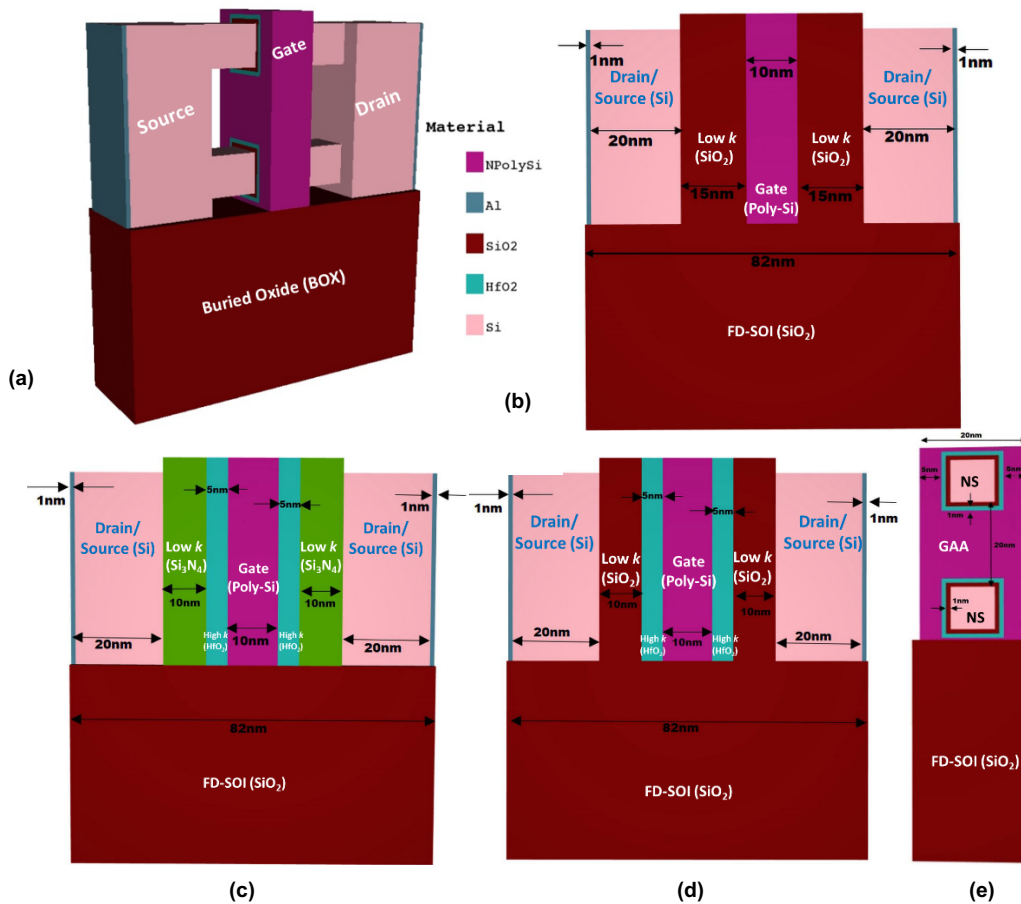 Gate
Source
Drain
Material
NPolySi
Al
SiO2
HfO2
Si
Buried Oxide (BOX)
(a)
1nm
10nm
1nm
Drain/
Source (Si)
Drain/
Source (Si)
20nm
Low k
(SiO₂)
Low k
(SiO₂)
20nm
15nm
Gate
(Poly-Si)
15nm
82nm
FD-SOI (SiO₂)
(b)
1nm
5nm
5nm
1nm
Drain/
Source (Si)
Low k
(Si₃N₄)
Gate
(Poly-Si)
Low k
(Si₃N₄)
Drain/
Source (Si)
10nm
10nm
20nm
High k
(HfO₂)
10nm
High k
(HfO₂)
20nm
82nm
FD-SOI (SiO₂)
(c)
1nm
5nm
5nm
1nm
Drain/
Source (Si)
Low k
(SiO₂)
Gate
(Poly-Si)
Low k
(SiO₂)
Drain/
Source (Si)
10nm
10nm
20nm
High k
(HfO₂)
10nm
High k
(HfO₂)
20nm
82nm
FD-SOI (SiO₂)
(d)
20nm
5nm
5nm
NS
1nm
GAA
20nm
1nm
NS
FD-SOI (SiO₂)
(e)